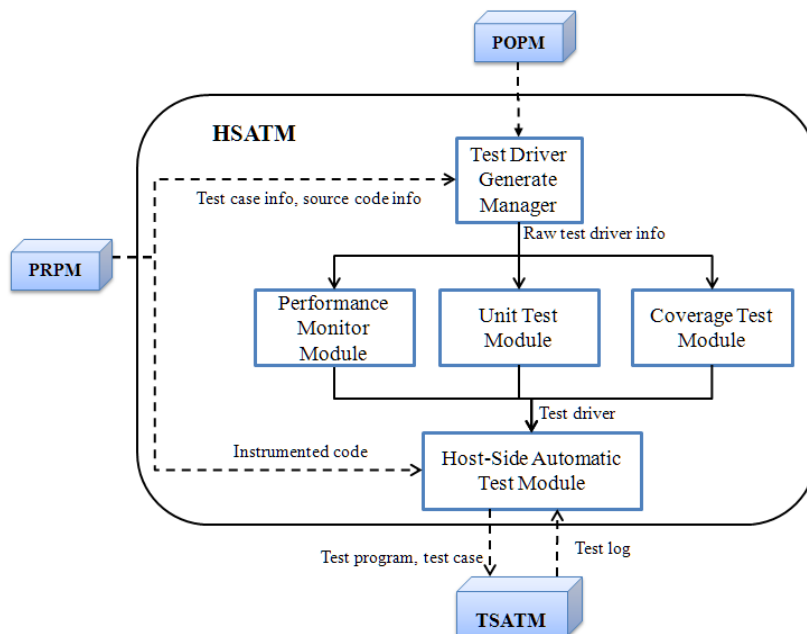 POPM
HSATM
Test Driver
Generate
Manager
Test case info, source code info
Raw test driver info
PRPM
Performance
Monitor
Module
Unit Test
Module
Coverage Test
Module
Test driver
Instrumented code
Host-Side Automatic
Test Module
Test program, test case
Test log
TSATM